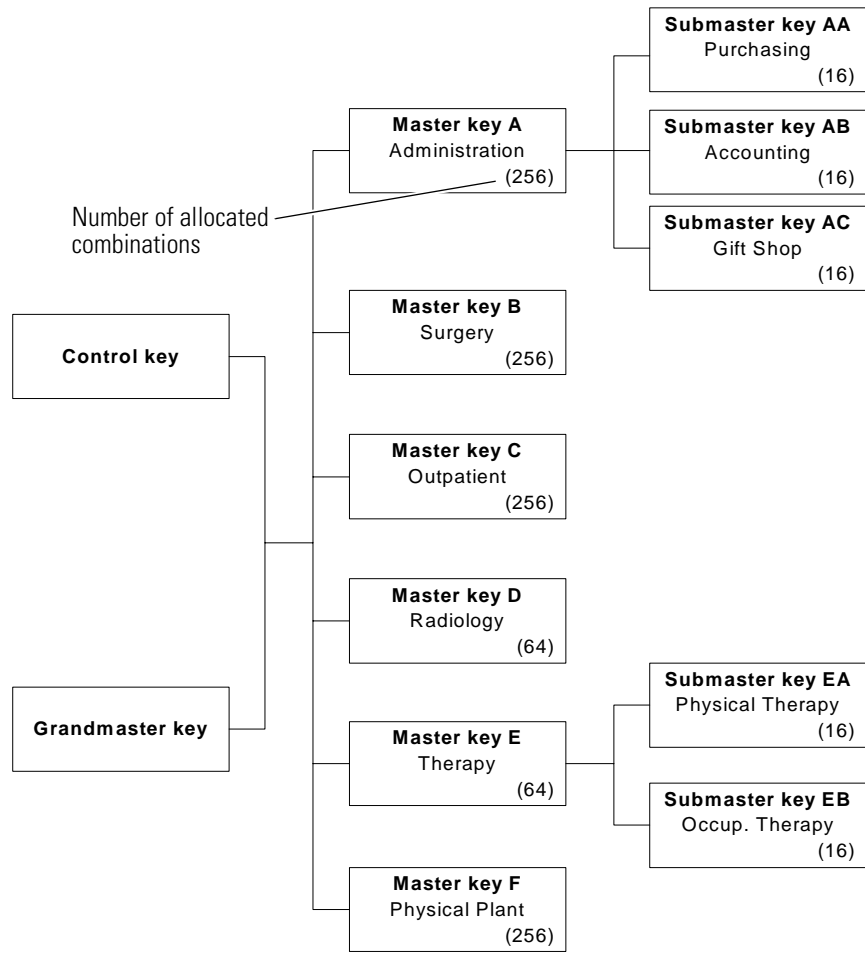 Submaster key AA
Purchasing
(16)
Master key A
Administration
(256)
Submaster key AB
Accounting
(16)
Number of allocated
combinations
Submaster key AC
Gift Shop
(16)
Master key B
Surgery
(256)
Control key
Master key C
Outpatient
(256)
Master key D
Radiology
(64)
Submaster key EA
Physical Therapy
(16)
Grandmaster key
Master key E
Therapy
(64)
Submaster key EB
Occup. Therapy
(16)
Master key F
Physical Plant
(256)